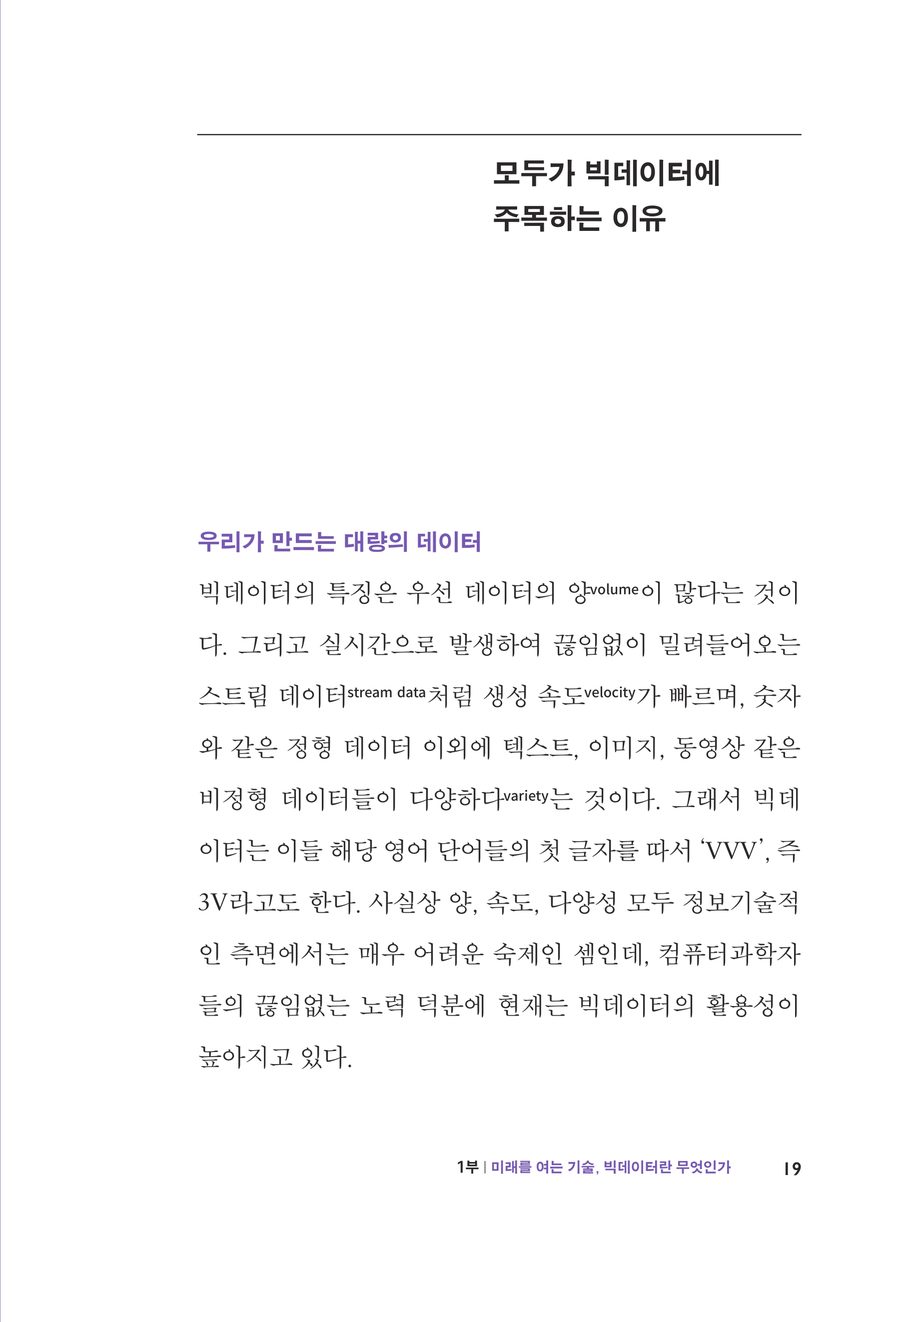 모두가 빅데이터에
주목하는 이유
우리가 만드는 대량의 데이터
빅데이터의 특징은 우선 데이터의 양volume이 많다는 것이
다. 그리고 실시간으로 발생하여 끊임없이 밀려들어오는
스트림 데이터stream data처럼 생성 속도velocity가 빠르며, 숫자
와 같은 정형 데이터 이외에 텍스트, 이미지, 동영상 같은
비정형 데이터들이 다양하다variety는 것이다. 그래서 빅데
이터는 이들 해당 영어 단어들의 첫 글자를 따서 ‘VVV’, 즉
3V라고도 한다. 사실상 양, 속도, 다양성 모두 정보기술적
인 측면에서는 매우 어려운 숙제인 셈인데, 컴퓨터과학자
들의 끊임없는 노력 덕분에 현재는 빅데이터의 활용성이
높아지고 있다.
1부 | 미래를 여는 기술, 빅데이터란 무엇인가 19